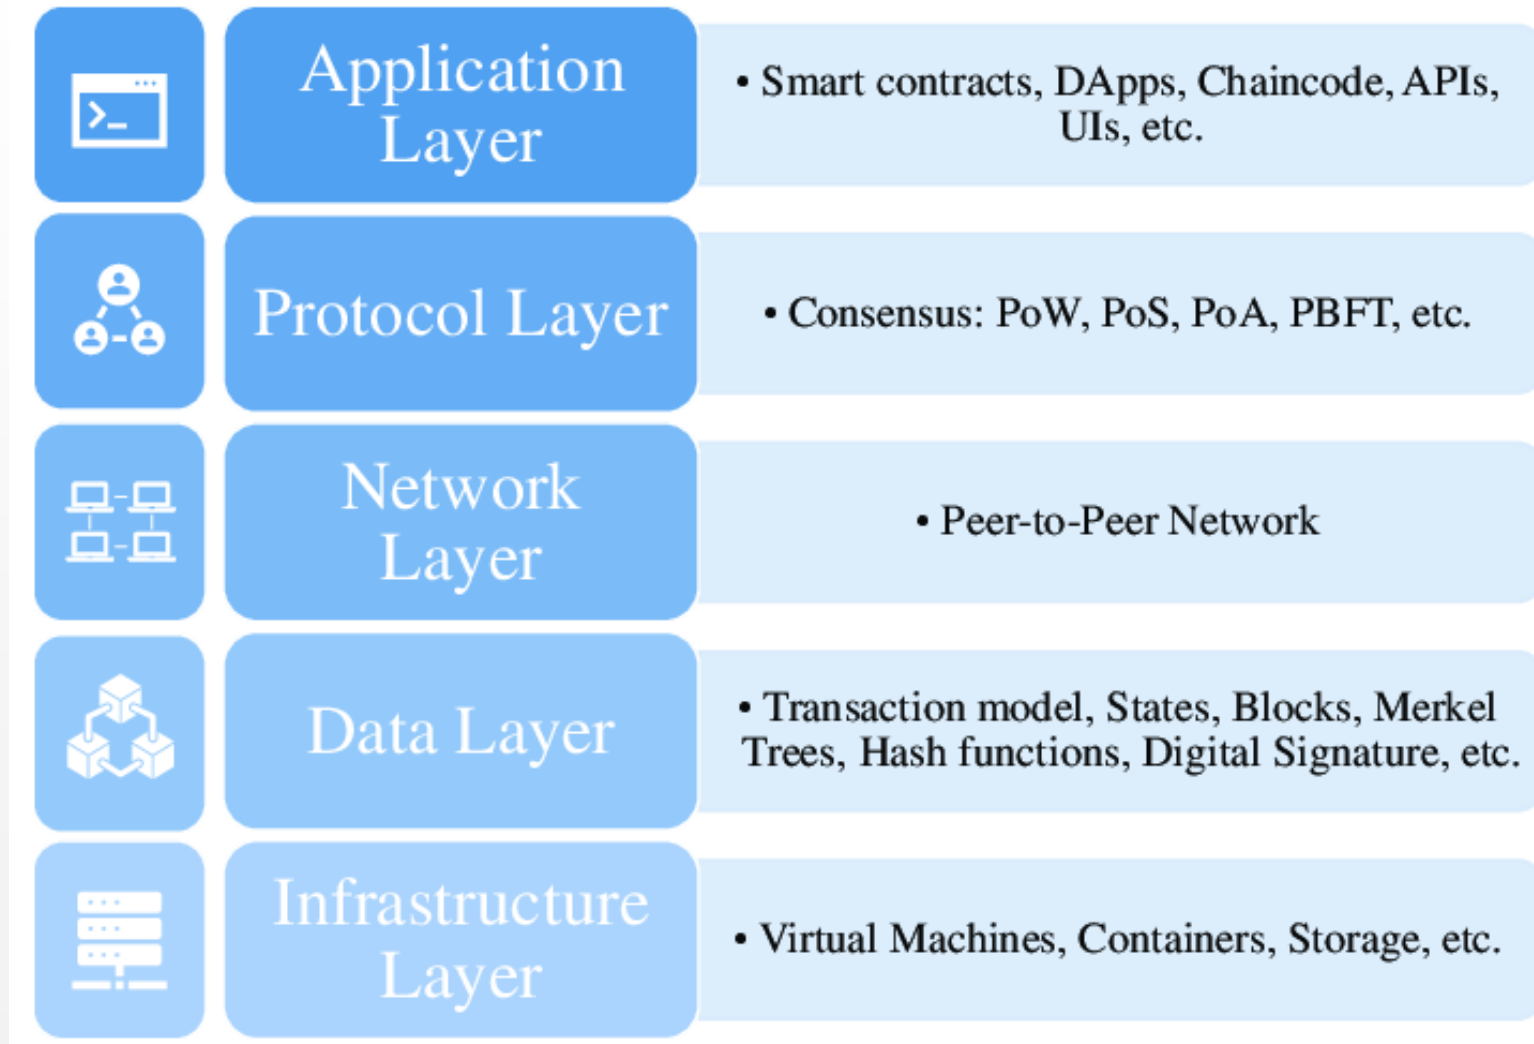 Application
Layer
• Smart contracts, DApps, Chaincode, APIs,
UIs, etc.
Protocol Layer
• Consensus: PoW, PoS, PoA, PBFT, etc.
Network
Layer
• Peer-to-Peer Network
Data Layer
• Transaction model, States, Blocks, Merkel
Trees, Hash functions, Digital Signature, etc.
Infrastructure
Layer
• Virtual Machines, Containers, Storage, etc.